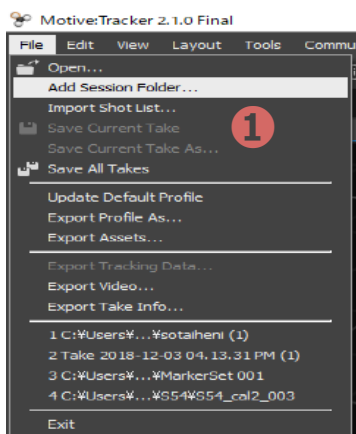 Motive:Tracker 2.1.0 Final
File Edit View Layout Tools Commu
Open...
Add Session Folder...
Import Shot List...
Save Current Take
Save Current Take As...
Save All Takes
Update Default Profile
Export Profile As...
Export Assets...
Export Tracking Data...
Export Video...
Export Take Info...
1 C:¥Users¥...¥sotaiheni (1)
2 Take 2018-12-03 04.13.31 PM (1)
3 C:¥Users¥...¥MarkerSet 001
4 C:¥Users¥...¥S54¥S54_cal2_003
Exit
1